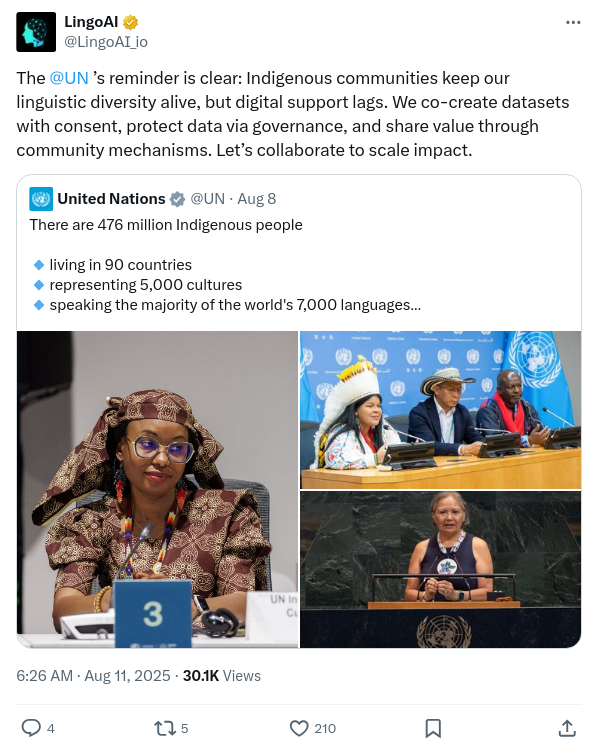 LingoAI
@LingoAI_io
The @UN ’s reminder is clear: Indigenous communities keep our
linguistic diversity alive, but digital support lags. We co-create datasets
with consent, protect data via governance, and share value through
community mechanisms. Let’s collaborate to scale impact.
United Nations @UN · Aug 8
There are 476 million Indigenous people
🔹 living in 90 countries
🔹 representing 5,000 cultures
🔹 speaking the majority of the world's 7,000 languages…
3
UN In
6:26 AM · Aug 11, 2025 · 30.1K Views
4
5
210